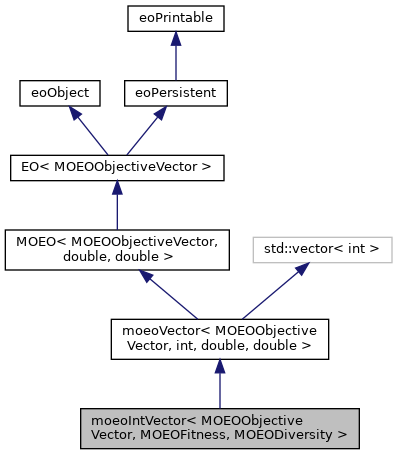 eoPrintable
eoObject
eoPersistent
EO< MOEOObjectiveVector >
MOEO< MOEOObjectiveVector,
double, double >
std::vector< int >
moeoVector< MOEOObjective
Vector, int, double, double >
moeoIntVector< MOEOObjective
Vector, MOEOFitness, MOEODiversity >